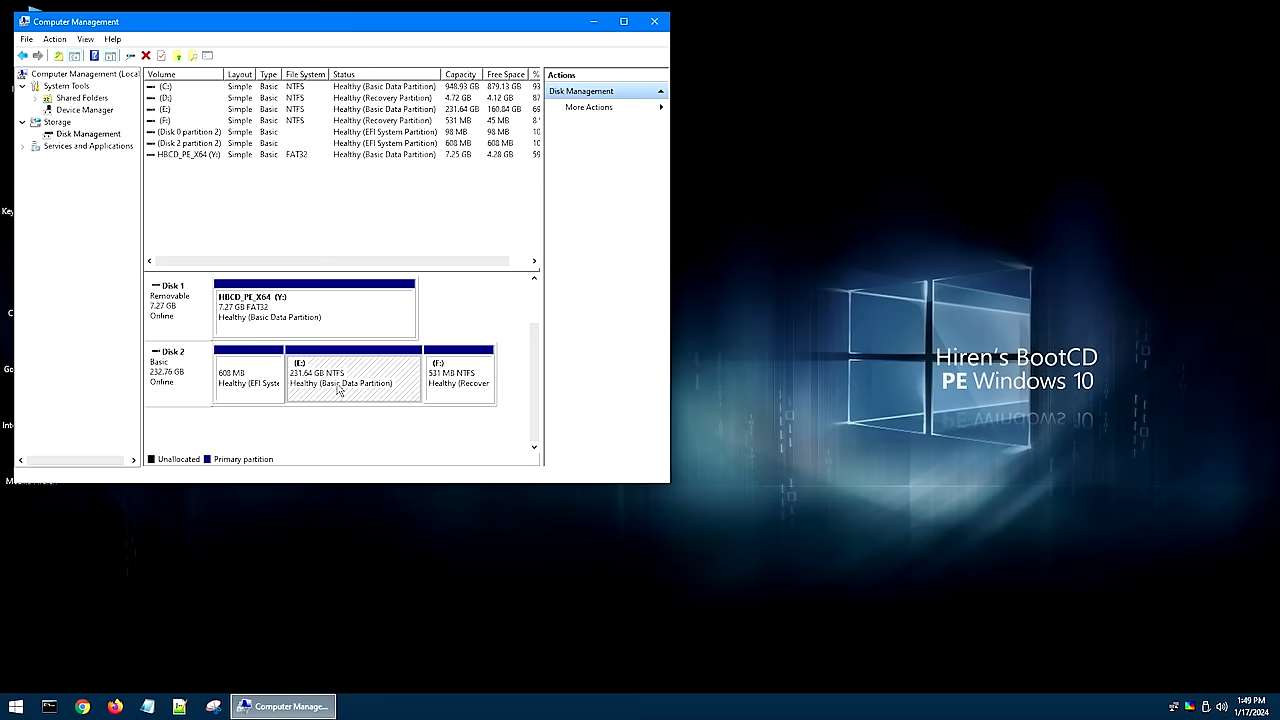 Computer Management
File Action View Help
Computer Management (Local
System Tools
Shared Folders
Device Manager
Storage
Disk Management
Services and Applications
Volume Layout Type File System Status Capacity Free Space %
(C:) Simple Basic NTFS Healthy (Basic Data Partition) 948.93 GB 879.13 GB 93
(D:) Simple Basic NTFS Healthy (Recovery Partition) 4.72 GB 4.12 GB 87
(E:) Simple Basic NTFS Healthy (Basic Data Partition) 231.64 GB 160.84 GB 69
(F:) Simple Basic NTFS Healthy (Recovery Partition) 531 MB 45 MB 8
(Disk 0 partition 2) Simple Basic Healthy (EFI System Partition) 98 MB 98 MB 10
(Disk 2 partition 2) Simple Basic Healthy (EFI System Partition) 608 MB 608 MB 10
HBCD_PE_X64 (Y:) Simple Basic FAT32 Healthy (Basic Data Partition) 7.25 GB 4.28 GB 59
Actions
Disk Management
More Actions
Disk 1
Removable
7.27 GB
Online
HBCD_PE_X64 (Y:)
7.27 GB FAT32
Healthy (Basic Data Partition)
Disk 2
Basic
232.76 GB
Online
608 MB
Healthy (EFI Syste
(E:)
231.64 GB NTFS
Healthy (Basic Data Partition)
(F:)
531 MB NTFS
Healthy (Recover
Unallocated Primary partition
Key
Go
Int
Hiren's BootCD
PE Windows 10
Computer Manage...
1:49 PM
1/17/2024